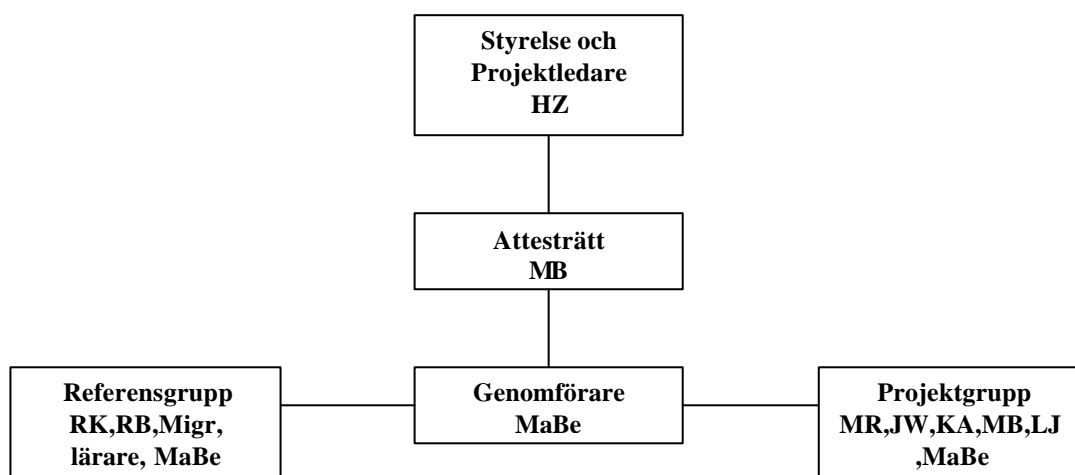 Styrelse och
Projektledare
HZ
Attesträtt
MB
Referensgrupp
RK,RB,Migr,
lärare, MaBe
Genomförare
MaBe
Projektgrupp
MR,JW,KA,MB,LJ
,MaBe